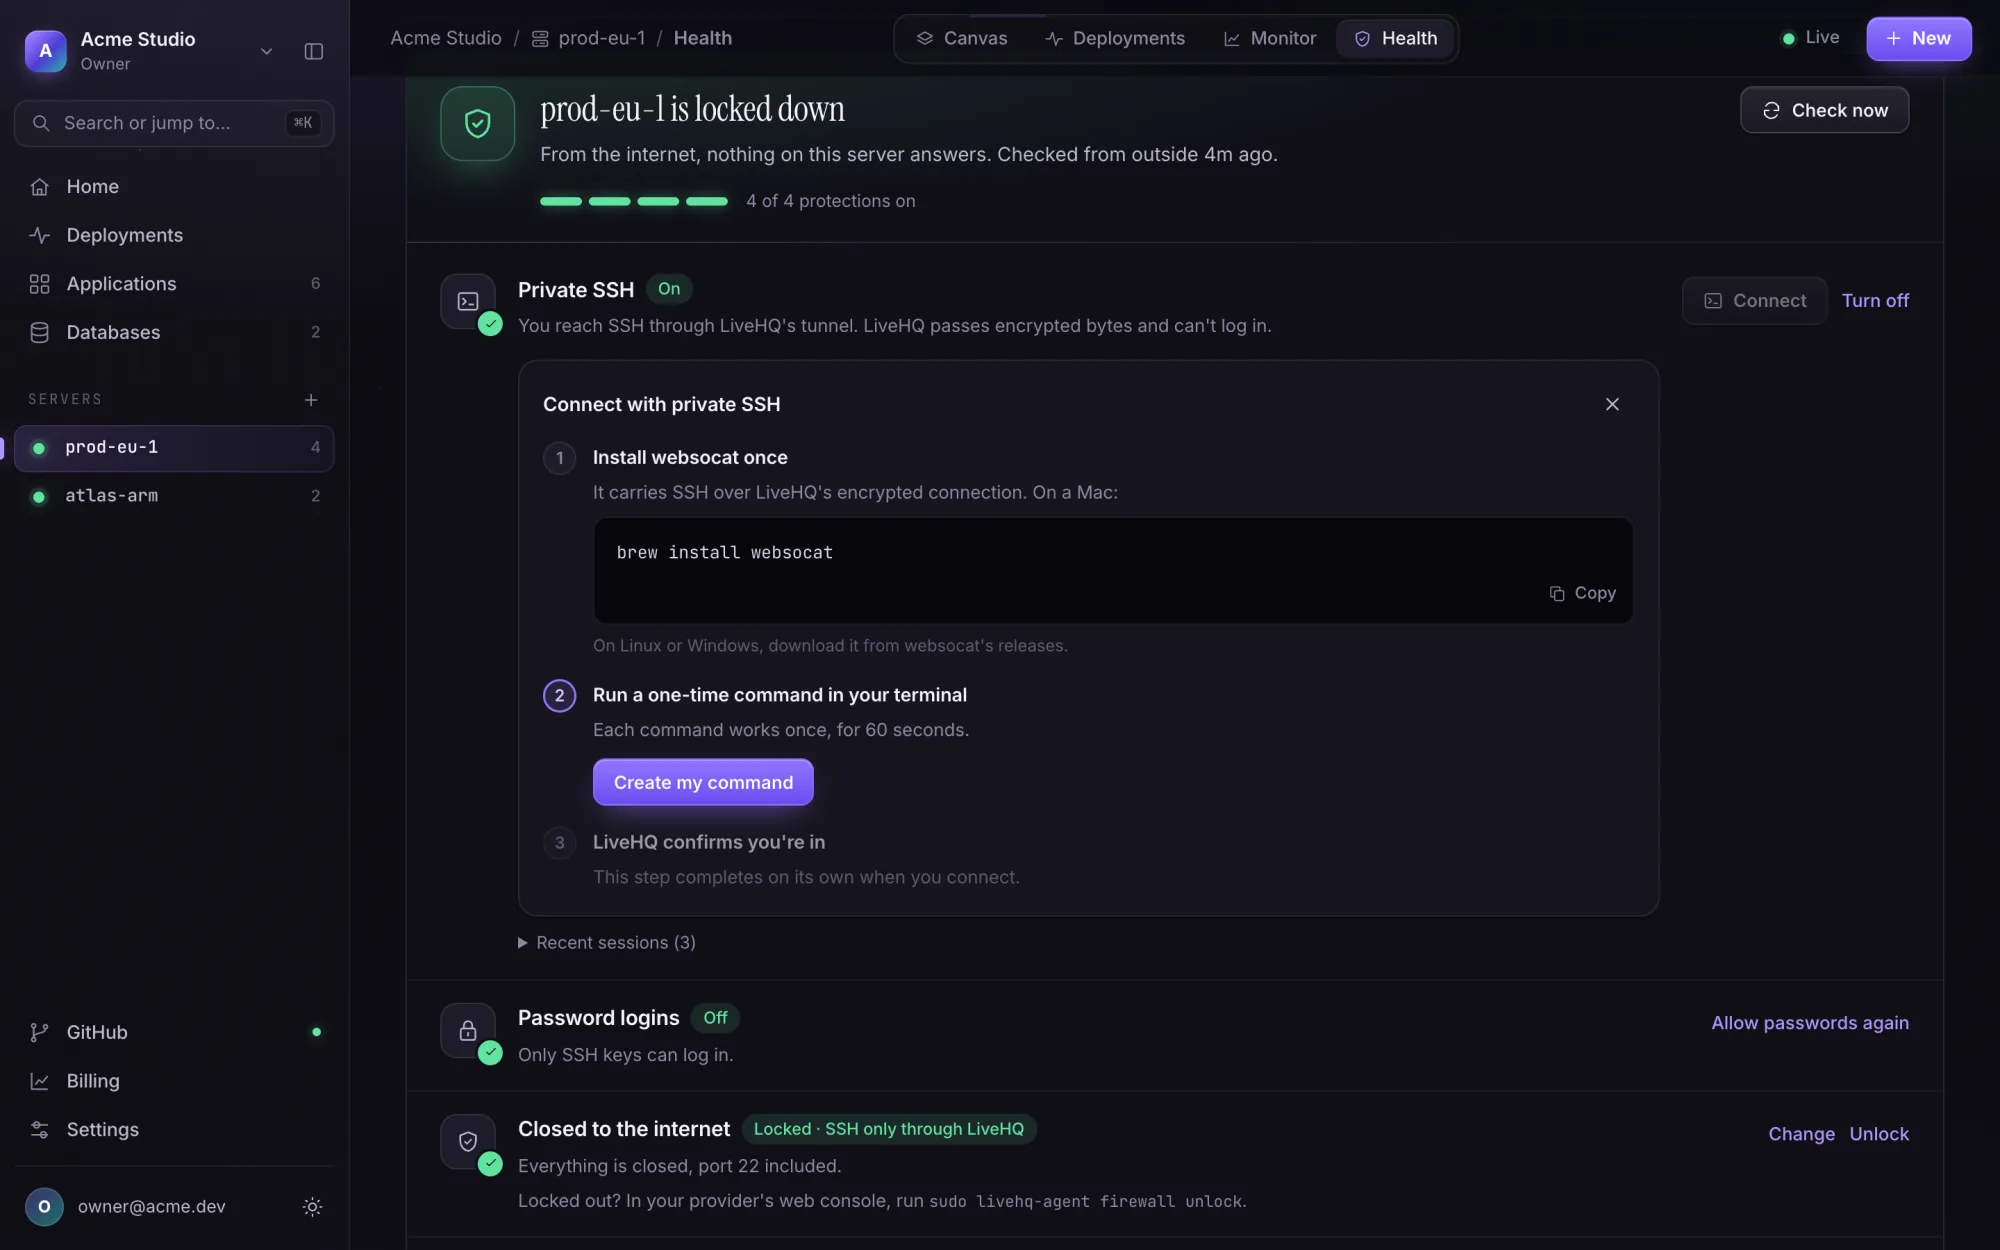 Acme Studio
Owner
Search or jump to...
⌘K
Home
Deployments
Applications
6
Databases
2
SERVERS
prod-eu-1
4
atlas-arm
2
GitHub
Billing
Settings
O
owner@acme.dev
A
Acme Studio / prod-eu-1 / Health
Canvas
Deployments
Monitor
Health
Live
New
prod-eu-1 is locked down
From the internet, nothing on this server answers. Checked from outside 4m ago.
4 of 4 protections on
Check now
Private SSH
On
You reach SSH through LiveHQ's tunnel. LiveHQ passes encrypted bytes and can't log in.
Connect
Turn off
Connect with private SSH
1
Install websocat once
It carries SSH over LiveHQ's encrypted connection. On a Mac:
brew install websocat
Copy
On Linux or Windows, download it from websocat's releases.
2
Run a one-time command in your terminal
Each command works once, for 60 seconds.
Create my command
3
LiveHQ confirms you're in
This step completes on its own when you connect.
Recent sessions (3)
Password logins
Off
Only SSH keys can log in.
Allow passwords again
Closed to the internet
Locked · SSH only through LiveHQ
Everything is closed, port 22 included.
Locked out? In your provider's web console, run sudo livehq-agent firewall unlock.
Change
Unlock